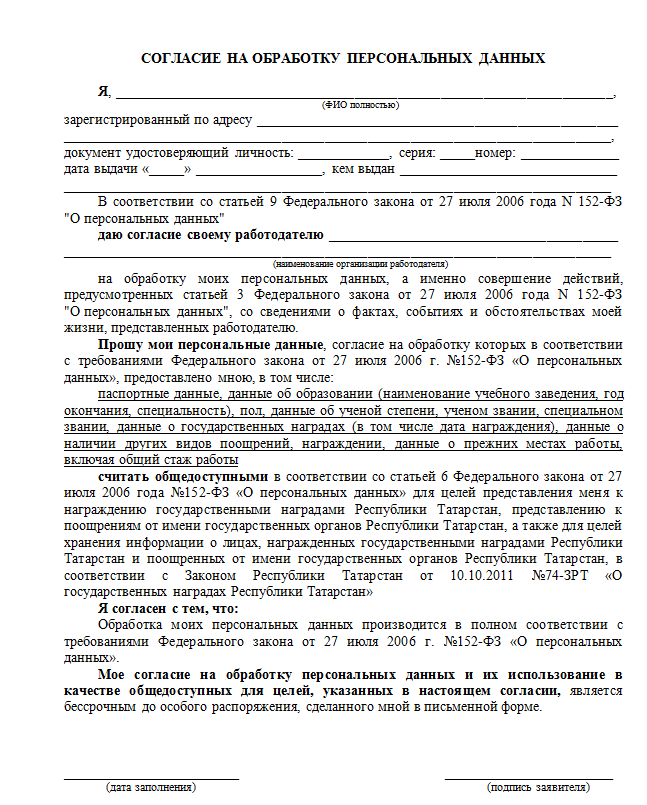 СОГЛАСИЕ НА ОБРАБОТКУ ПЕРСОНАЛЬНЫХ ДАННЫХ
Я, ______________________________________________________________________,
(ФИО полностью)
зарегистрированный по адресу ___________________________________________________
______________________________________________________________________________,
документ удостоверяющий личность: _____________, серия: _____номер: ______________
дата выдачи «_____» __________________, кем выдан _______________________________
______________________________________________________________________________
В соответствии со статьей 9 Федерального закона от 27 июля 2006 года N 152-ФЗ
"О персональных данных"
даю согласие своему работодателю _________________________________________
______________________________________________________________________________
(наименование организации работодателя)
на обработку моих персональных данных, а именно совершение действий,
предусмотренных статьей 3 Федерального закона от 27 июля 2006 года N 152-ФЗ
"О персональных данных", со сведениями о фактах, событиях и обстоятельствах моей
жизни, представленных работодателю.
Прошу мои персональные данные, согласие на обработку которых в соответствии
с требованиями Федерального закона от 27 июля 2006 г. №152-ФЗ «О персональных
данных», предоставлено мною, в том числе:
паспортные данные, данные об образовании (наименование учебного заведения, год
окончания, специальность), пол, данные об ученой степени, ученом звании, специальном
звании, данные о государственных наградах (в том числе дата награждения), данные о
наличии других видов поощрений, награждении, данные о прежних местах работы,
включая общий стаж работы
считать общедоступными в соответствии со статьей 6 Федерального закона от 27
июля 2006 года №152-ФЗ «О персональных данных» для целей представления меня к
награждению государственными наградами Республики Татарстан, представлению к
поощрениям от имени государственных органов Республики Татарстан, а также для целей
хранения информации о лицах, награжденных государственными наградами Республики
Татарстан и поощренных от имени государственных органов Республики Татарстан, в
соответствии с Законом Республики Татарстан от 10.10.2011 №74-ЗРТ «О
государственных наградах Республики Татарстан»
Я согласен с тем, что:
Обработка моих персональных данных производится в полном соответствии с
требованиями Федерального закона от 27 июля 2006 г. №152-ФЗ «О персональных
данных».
Мое согласие на обработку персональных данных и их использование в
качестве общедоступных для целей, указанных в настоящем согласии, является
бессрочным до особого распоряжения, сделанного мной в письменной форме.
_________________________ ________________________
(дата заполнения) (подпись заявителя)